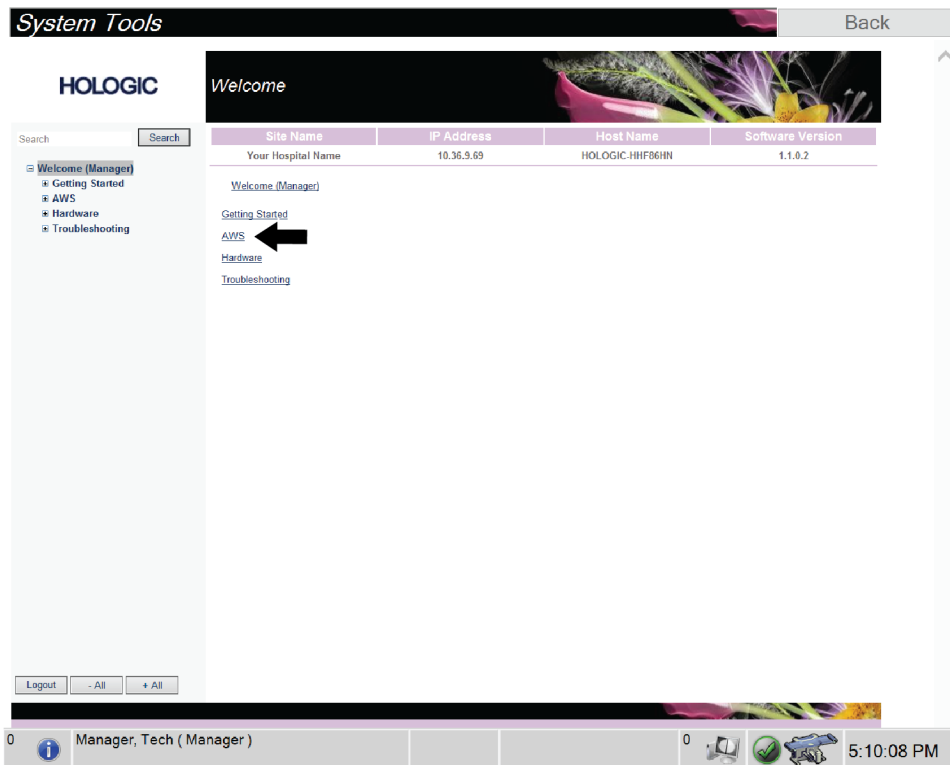 System Tools
Back
HOLOGIC
Welcome
Search
Search
Site Name IP Address Host Name Software Version
Your Hospital Name 10.36.9.69 HOLOGIC-HHF86HN 1.1.0.2
Welcome (Manager)
Getting Started
AWS
Hardware
Troubleshooting
Welcome (Manager)
Getting Started
AWS
Hardware
Troubleshooting
Logout - All + All
0 Manager, Tech ( Manager ) 0 5:10:08 PM